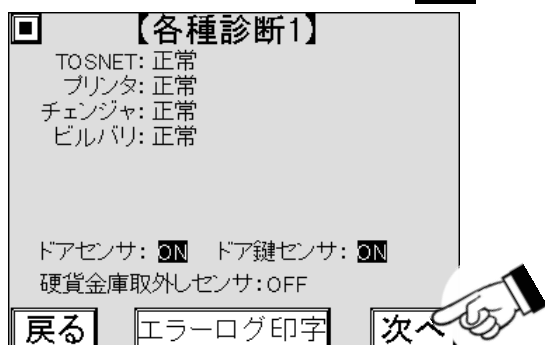 【各種診断1】
TOSNET: 正常
プリンタ: 正常
チェンジャ: 正常
ビルバリ: 正常
ドアセンサ: ON ドア鍵センサ: ON
硬貨金庫取外しセンサ:OFF
戻る エラーログ印字 次へ